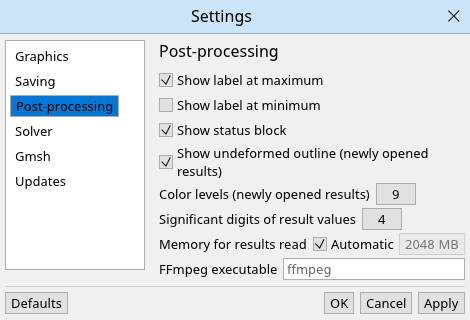 Settings
Graphics
Saving
Post-processing
Solver
Gmsh
Updates
Post-processing
Show label at maximum
Show label at minimum
Show status block
Show undeformed outline (newly opened
results)
Color levels (newly opened results) 9
Significant digits of result values 4
Memory for results read Automatic 2048 MB
FFmpeg executable ffmpeg
Defaults OK Cancel Apply